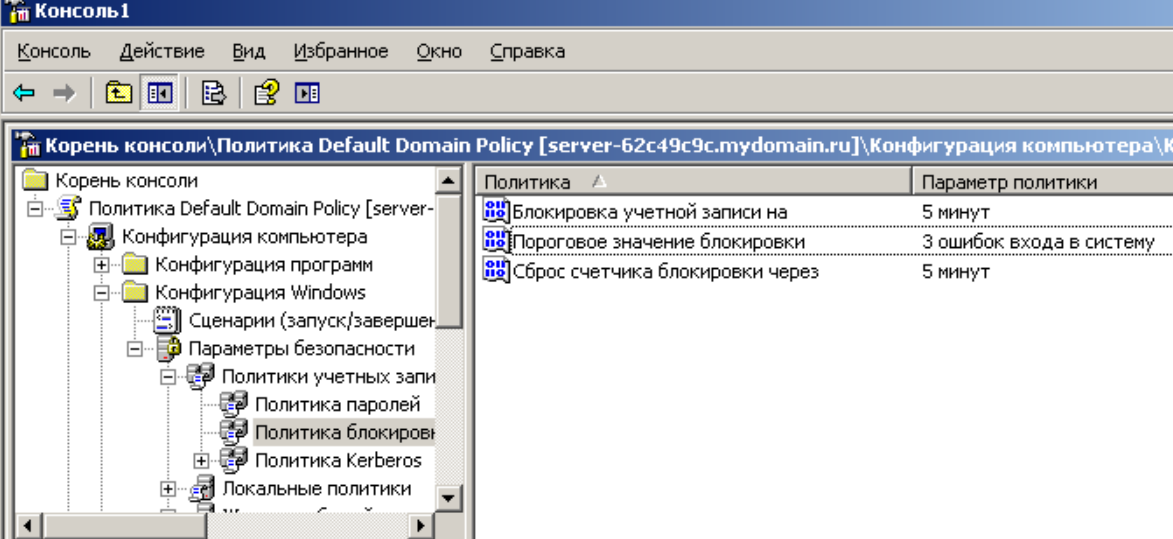 Консоль1
Консоль Действие Вид Избранное Окно Справка
Корень консоли\Политика Default Domain Policy [server-62c49c9c.mydomain.ru]\Конфигурация компьютера\К
Корень консоли
Политика Default Domain Policy [server-
Конфигурация компьютера
Конфигурация программ
Конфигурация Windows
Сценарии (запуск/завершен
Параметры безопасности
Политики учетных запи
Политика паролей
Политика блокировк
Политика Kerberos
Локальные политики
Политика Параметр политики
Блокировка учетной записи на 5 минут
Пороговое значение блокировки 3 ошибок входа в систему
Сброс счетчика блокировки через 5 минут